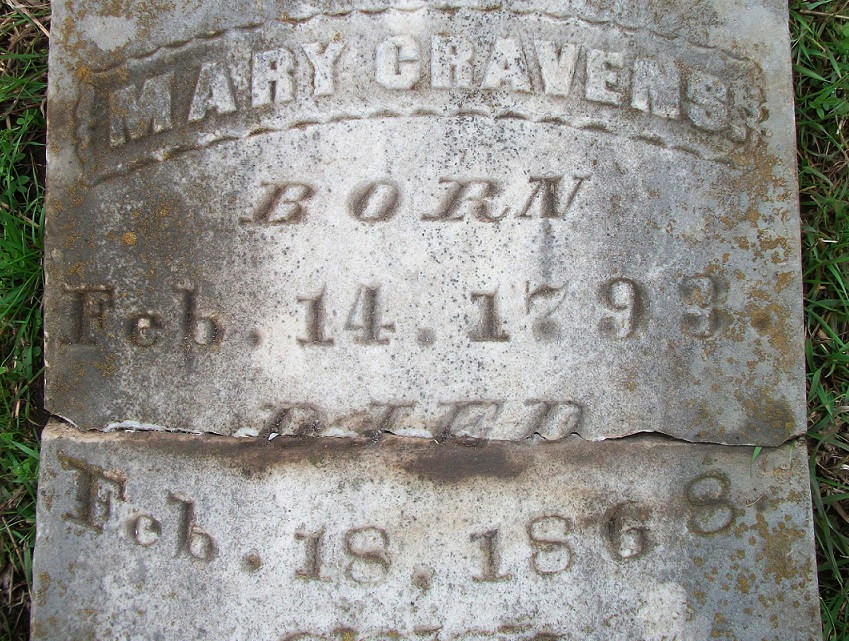 MARY CRAVENS.
BORN
Feb. 14. 1793.
DIED
Feb. 18. 1868.